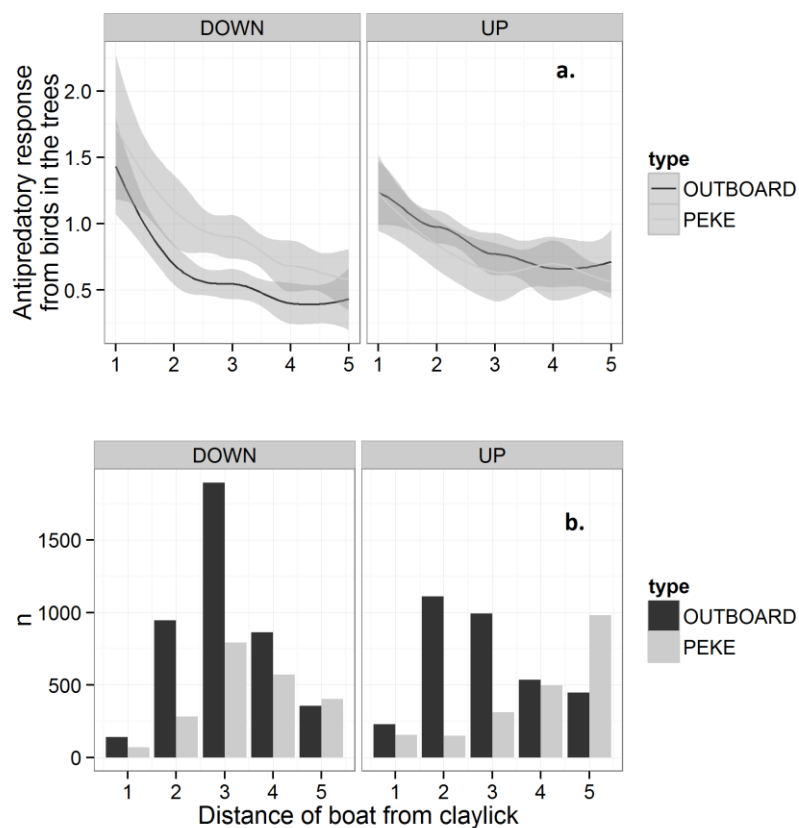 DOWN UP
a.
Antipredatory response
from birds in the trees
2.0
1.5
1.0
0.5
1 2 3 4 5 1 2 3 4 5
type
OUTBOARD
PEKE
DOWN UP
b.
n
1500
1000
500
0
1 2 3 4 5 1 2 3 4 5
Distance of boat from claylick
type
OUTBOARD
PEKE